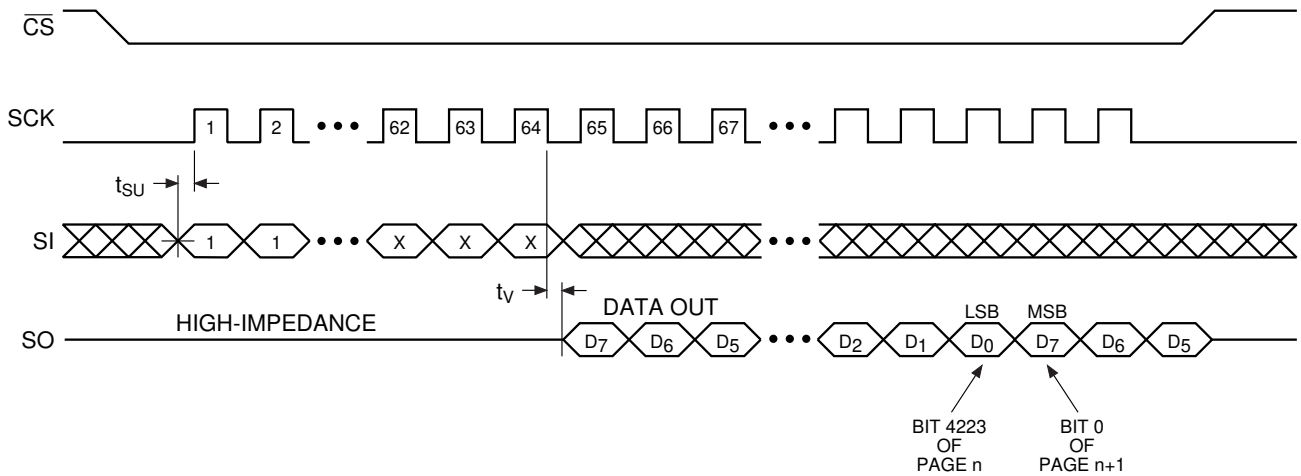 CS
SCK
1 2 ••• 62 63 64 65 66 67 •••
tSU
SI
1 1 ••• X X X •••
tV
HIGH-IMPEDANCE
DATA OUT
LSB MSB
SO
D7 D6 D5 ••• D2 D1 D0 D7 D6 D5
BIT 4223
OF
PAGE n
BIT 0
OF
PAGE n+1